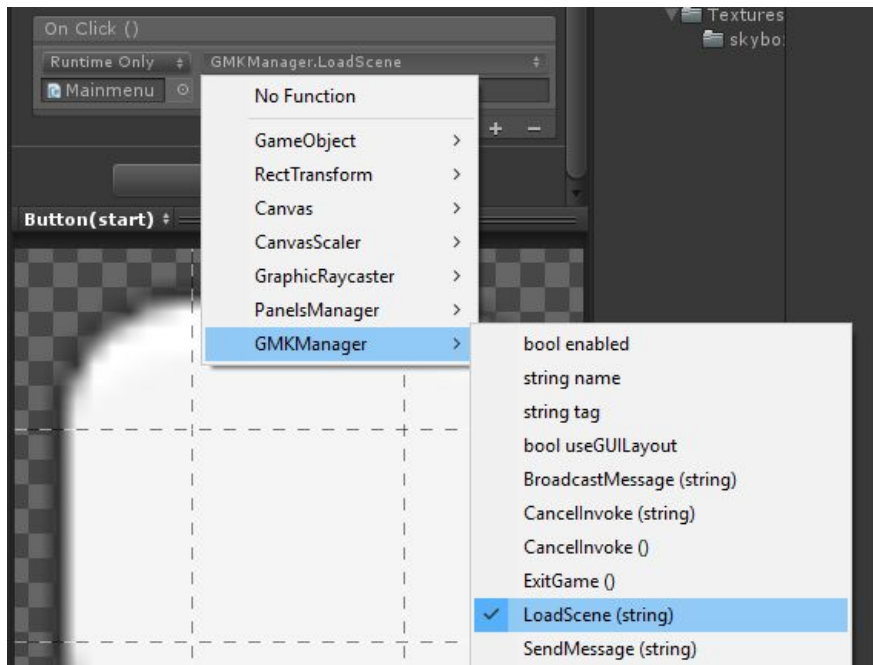 On Click ()
Runtime Only
GMKManager.LoadScene
Mainmenu
No Function
GameObject
RectTransform
Canvas
CanvasScaler
GraphicRaycaster
PanelsManager
GMKManager
Button(start)
bool enabled
string name
string tag
bool useGUILayout
BroadcastMessage (string)
CancelInvoke (string)
CancelInvoke ()
ExitGame ()
LoadScene (string)
SendMessage (string)
Textures
skybo